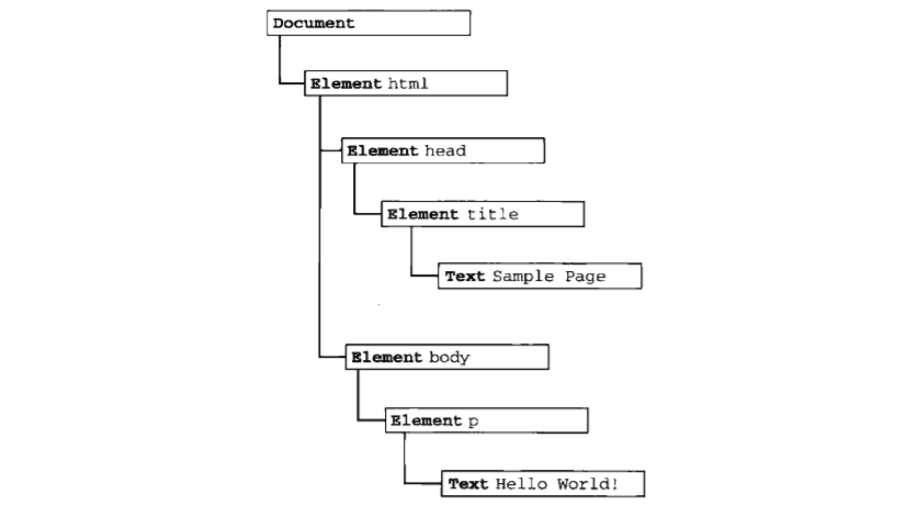 Document
Element html
Element head
Element title
Text Sample Page
Element body
Element p
Text Hello World!